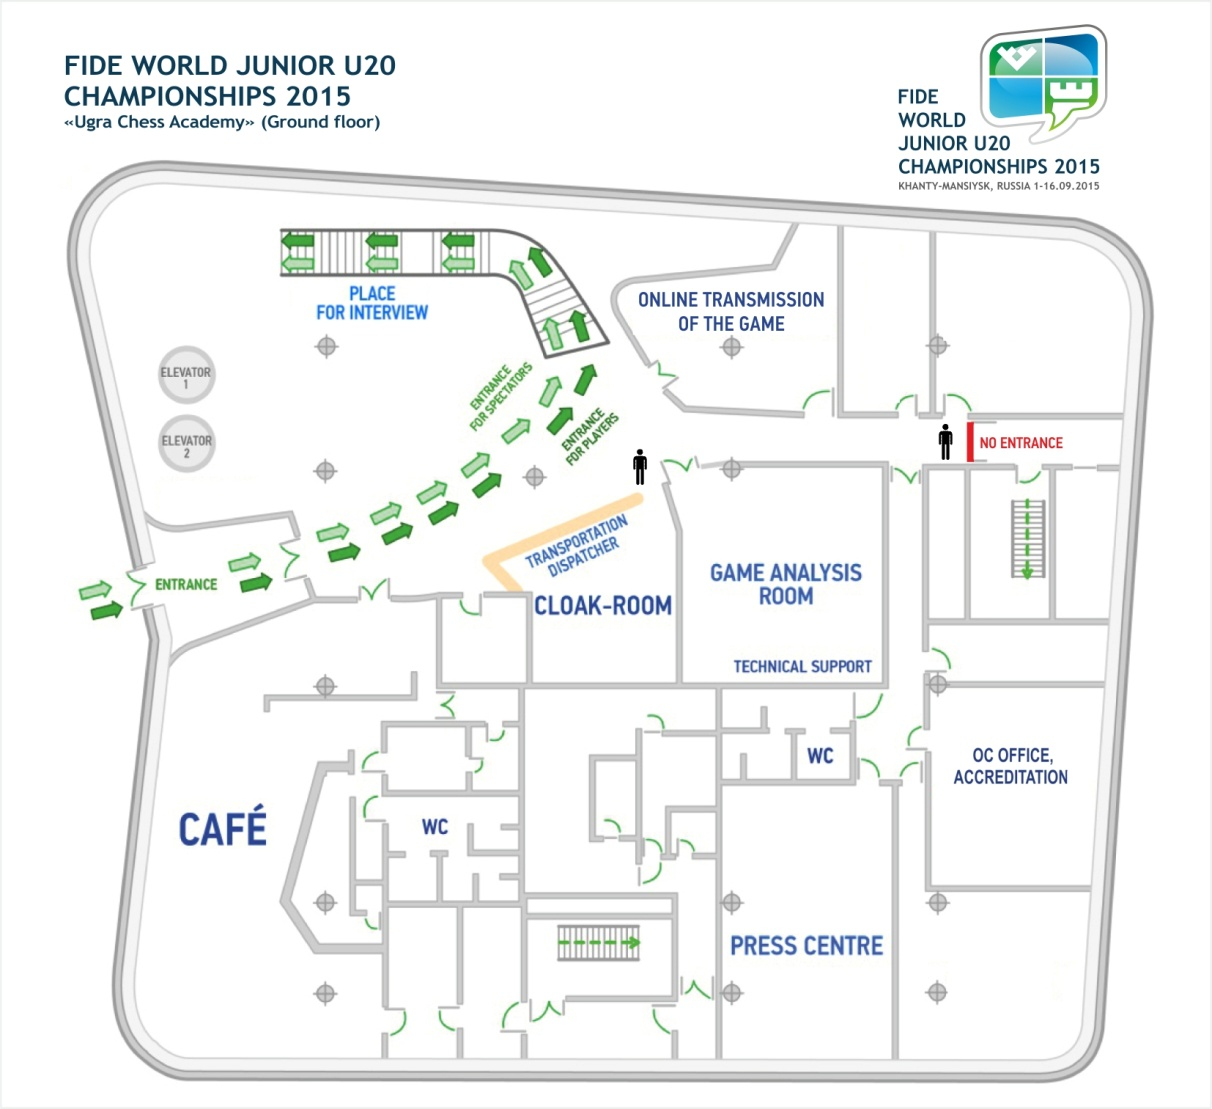 FIDE WORLD JUNIOR U20
CHAMPIONSHIPS 2015
«Ugra Chess Academy» (Ground floor)
FIDE
WORLD
JUNIOR U20
CHAMPIONSHIPS 2015
KHANTY-MANSIYSK, RUSSIA 1-16.09.2015
PLACE
FOR INTERVIEW
ONLINE TRANSMISSION
OF THE GAME
ELEVATOR
1
ELEVATOR
2
ENTRANCE
FOR SPECTATORS
ENTRANCE
FOR PLAYERS
NO ENTRANCE
TRANSPORTATION
DISPATCHER
ENTRANCE
CLOAK-ROOM
GAME ANALYSIS
ROOM
TECHNICAL SUPPORT
WC
OC OFFICE,
ACCREDITATION
CAFÉ
WC
PRESS CENTRE